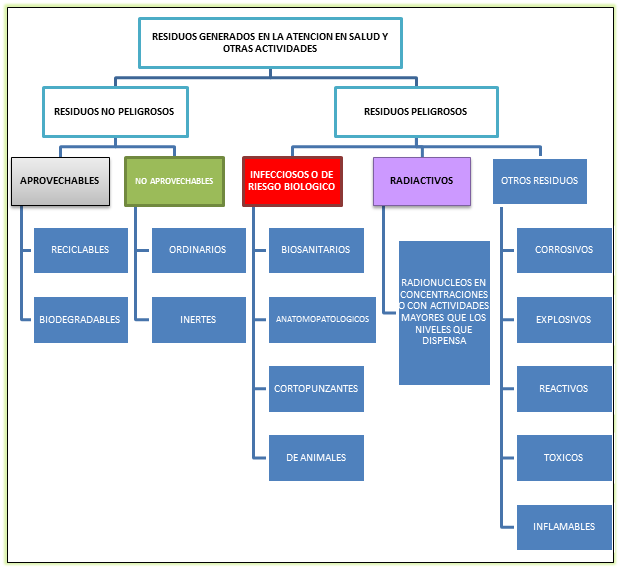 RESIDUOS GENERADOS EN LA ATENCION EN SALUD Y
OTRAS ACTIVIDADES
RESIDUOS NO PELIGROSOS
RESIDUOS PELIGROSOS
APROVECHABLES
NO APROVECHABLES
INFECCIOSOS O DE
RIESGO BIOLOGICO
RADIACTIVOS
OTROS RESIDUOS
RECICLABLES
BIODEGRADABLES
ORDINARIOS
INERTES
BIOSANITARIOS
ANATOMOPATOLOGICOS
CORTOPUNZANTES
DE ANIMALES
RADIONUCLEOS EN
CONCENTRACIONES
O CON ACTIVIDADES
MAYORES QUE LOS
NIVELES QUE
DISPENSA
CORROSIVOS
EXPLOSIVOS
REACTIVOS
TOXICOS
INFLAMABLES